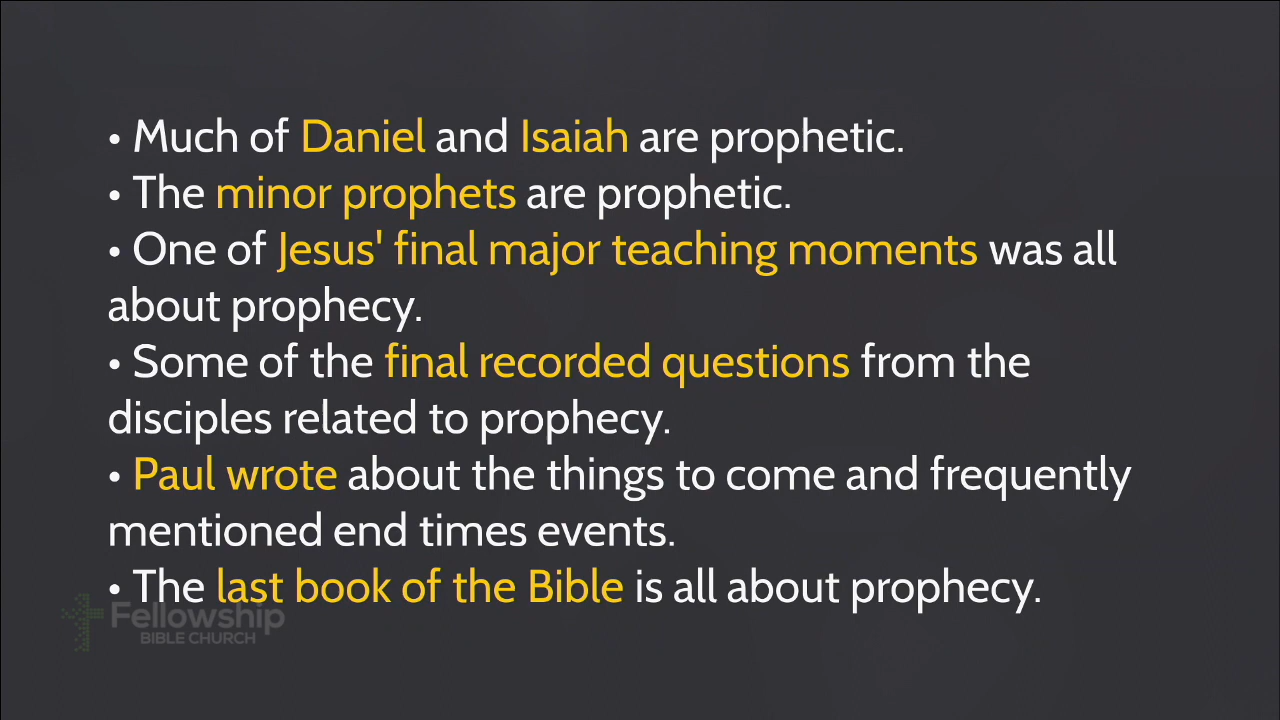 • Much of Daniel and Isaiah are prophetic.
• The minor prophets are prophetic.
• One of Jesus' final major teaching moments was all
about prophecy.
• Some of the final recorded questions from the
disciples related to prophecy.
• Paul wrote about the things to come and frequently
mentioned end times events.
• The last book of the Bible is all about prophecy.
Fellowship
BIBLE CHURCH